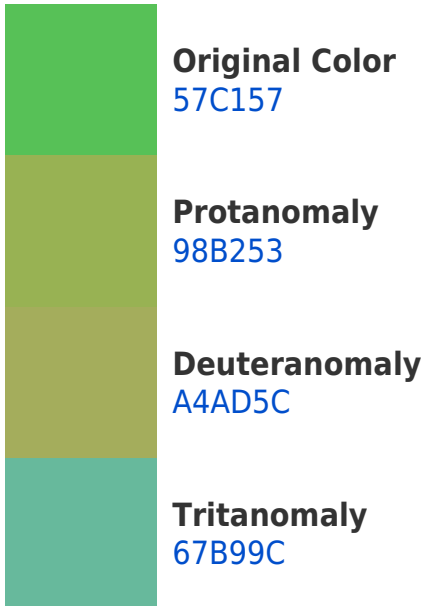 Original Color
57C157
Protanomaly
98B253
Deuteranomaly
A4AD5C
Tritanomaly
67B99C